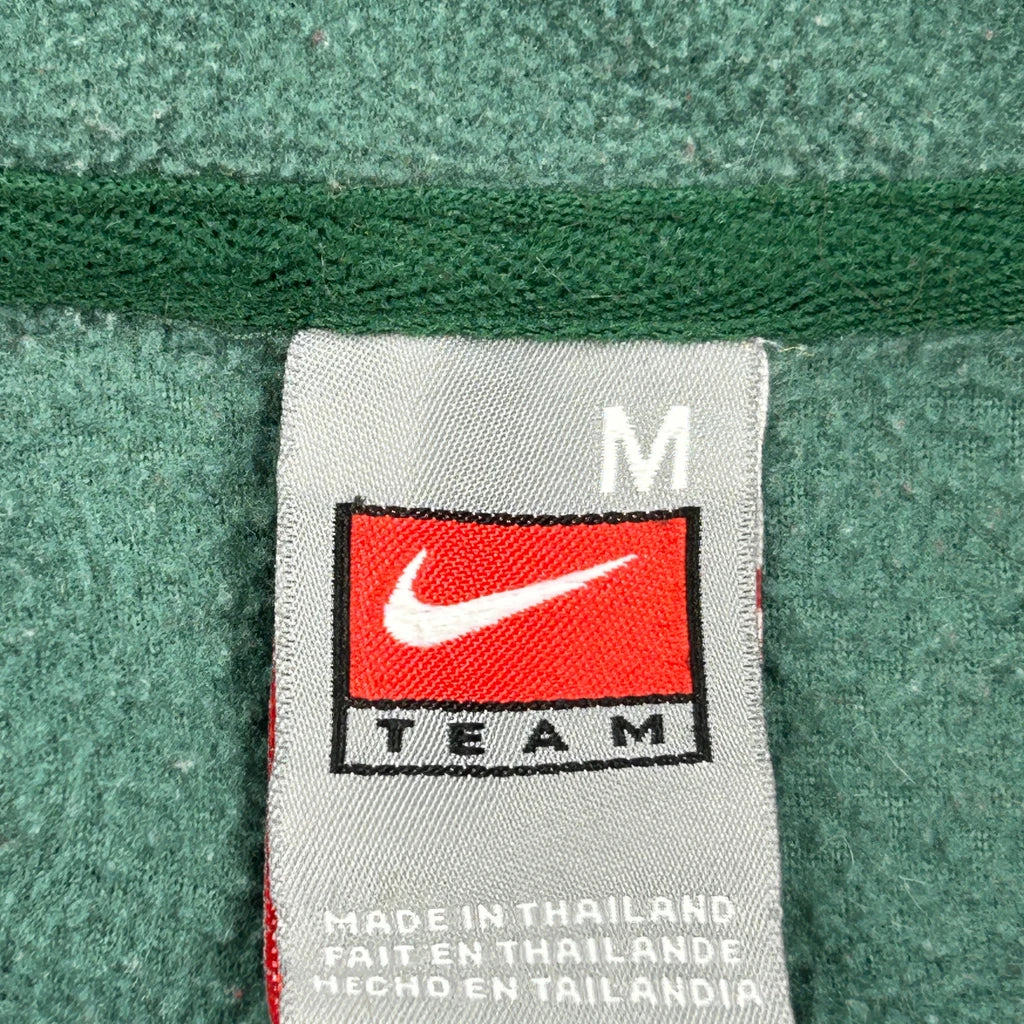 M
TEAM
MADE IN THAILAND
FAIT EN THAILANDE
HECHO EN TAILANDIA